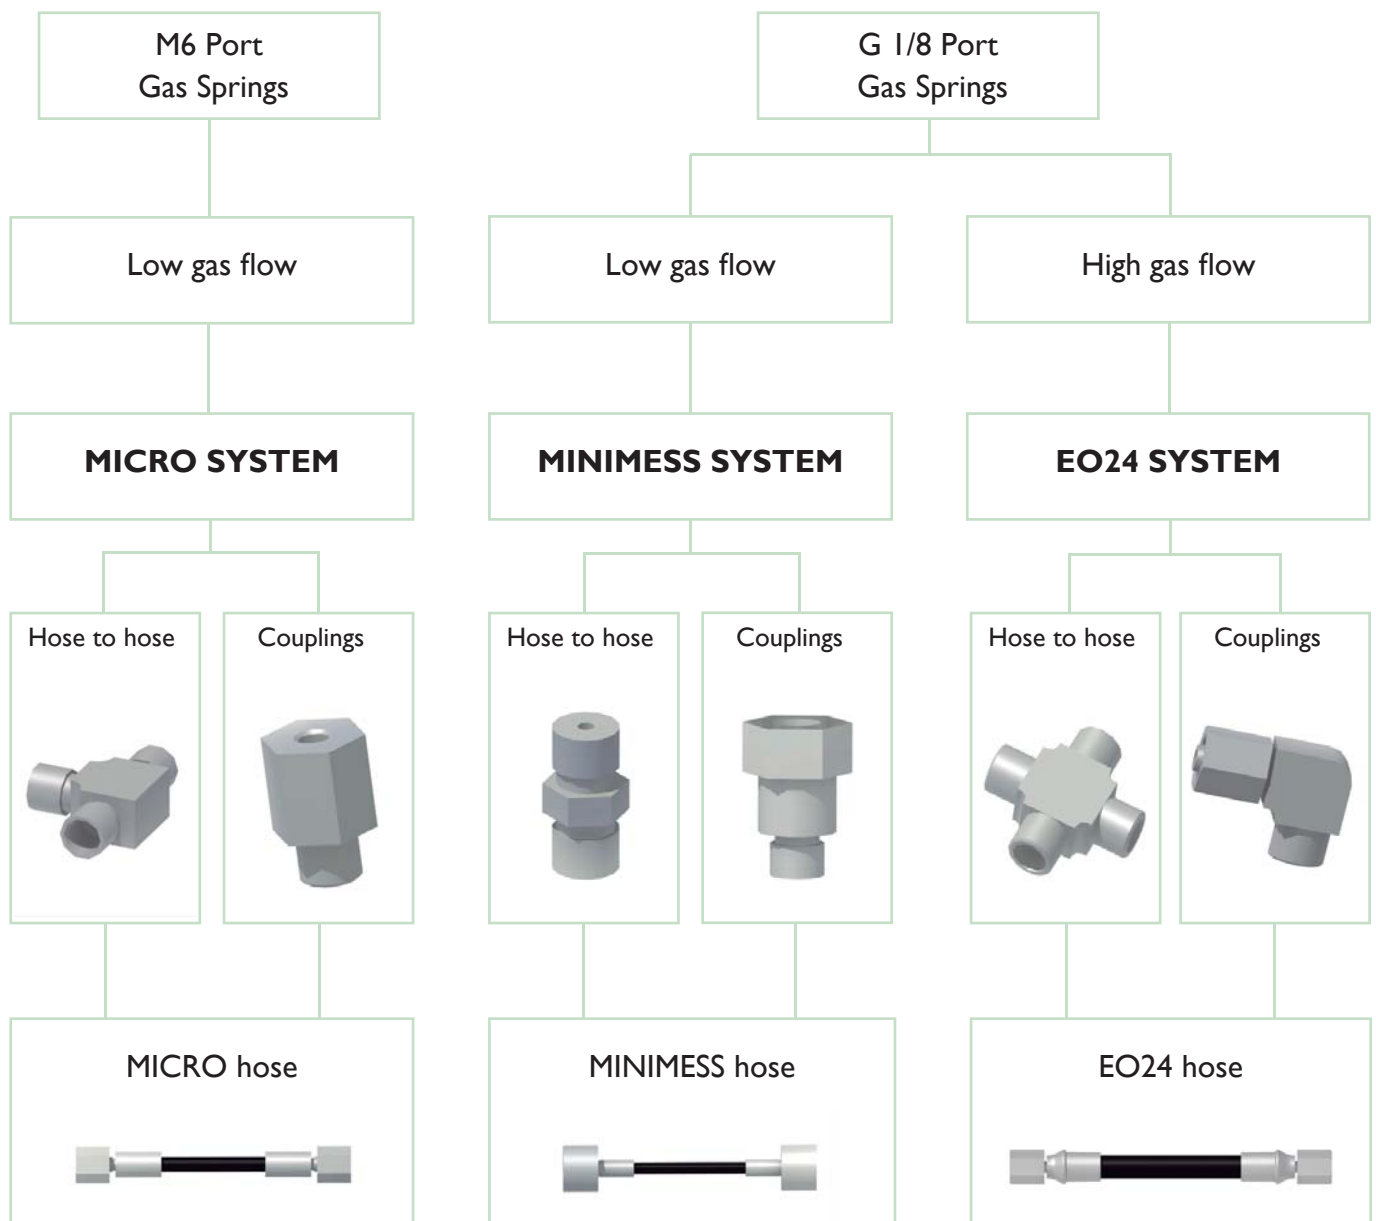 M6 Port
Gas Springs
G 1/8 Port
Gas Springs
Low gas flow
Low gas flow
High gas flow
MICRO SYSTEM
MINIMESS SYSTEM
EO24 SYSTEM
Hose to hose
Couplings
Hose to hose
Couplings
Hose to hose
Couplings
MICRO hose
MINIMESS hose
EO24 hose